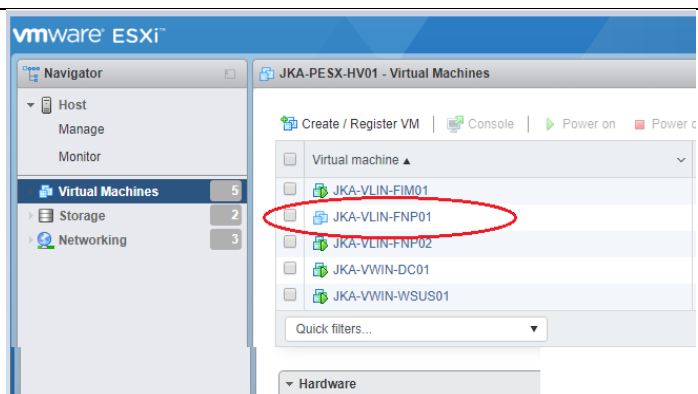 vmware ESXi™
Navigator
JKA-PESX-HV01 - Virtual Machines
Host
Manage
Monitor
Virtual Machines 5
Storage 2
Networking 3
Create / Register VM | Console | Power on Power o
Virtual machine ▲
JKA-VLIN-FIM01
JKA-VLIN-FNP01
JKA-VLIN-FNP02
JKA-VWIN-DC01
JKA-VWIN-WSUS01
Quick filters...
Hardware